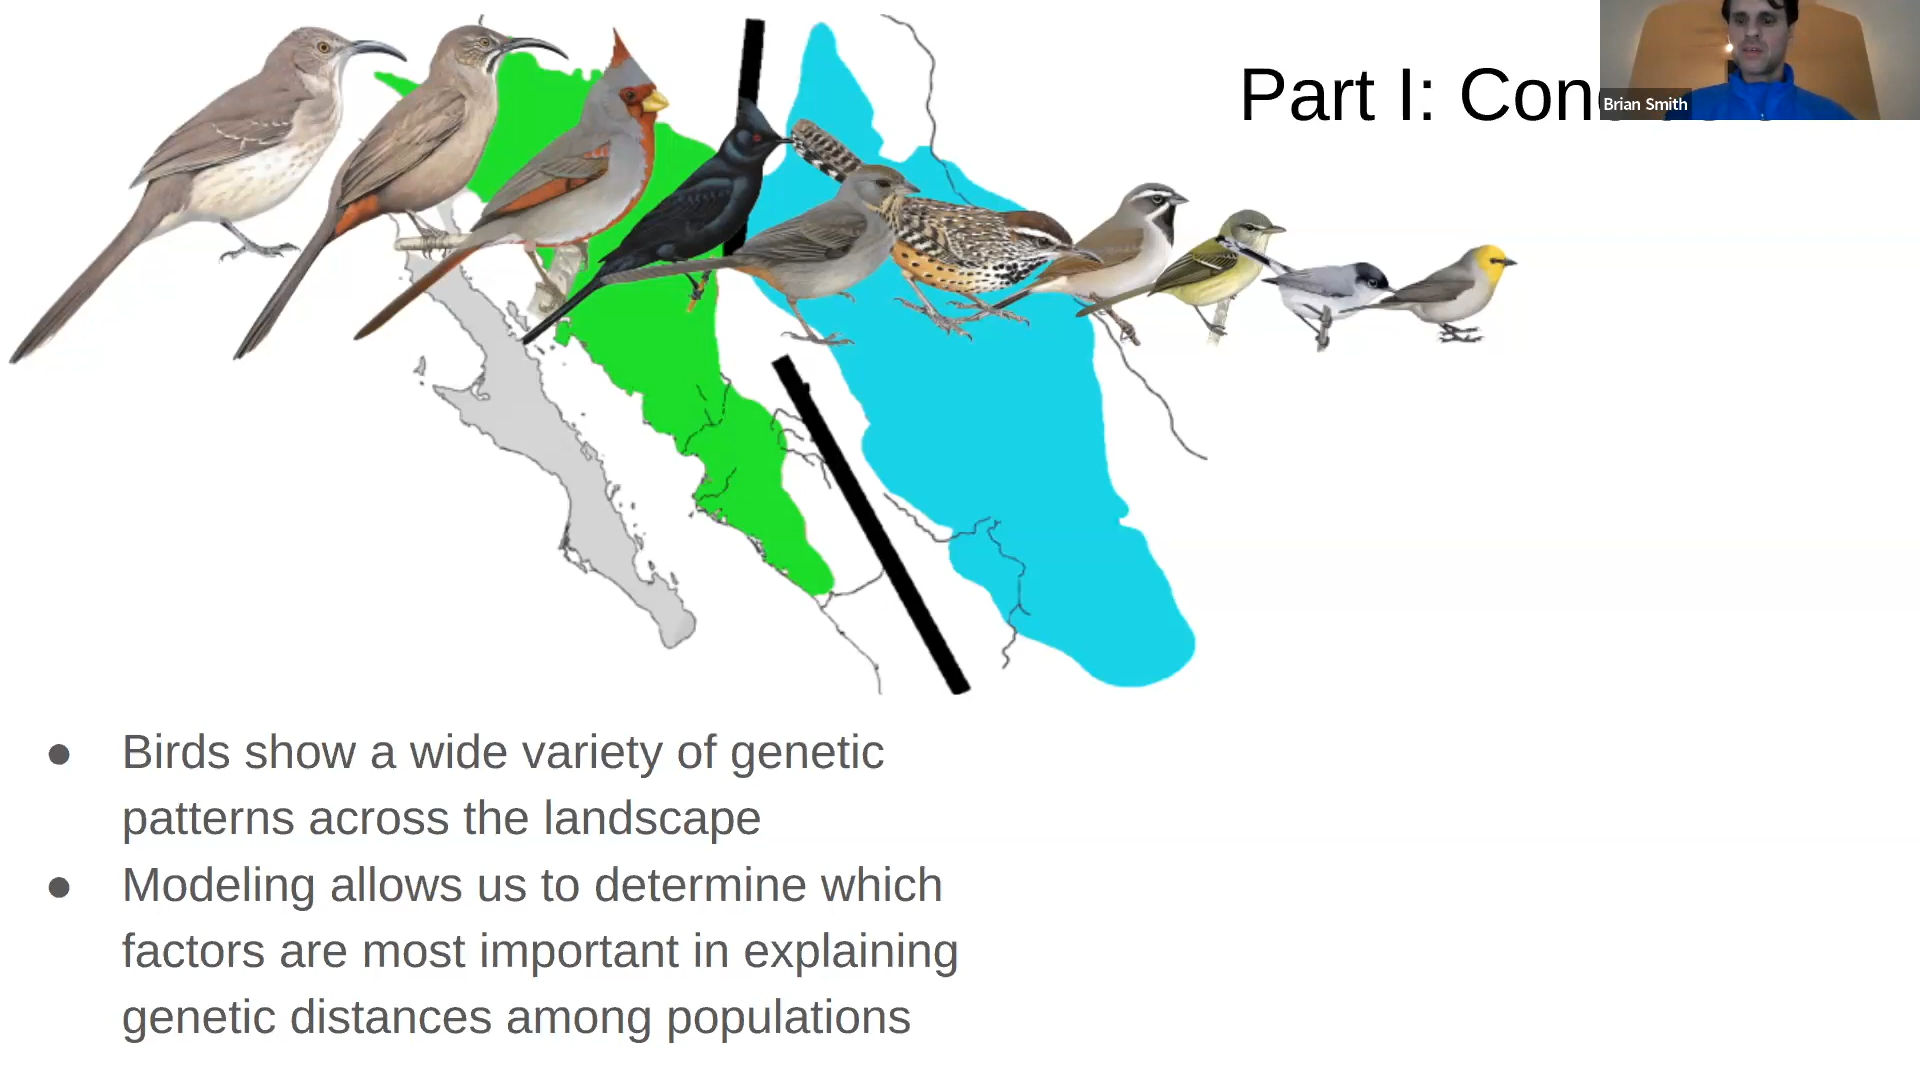 Part I: Con
Brian Smith
● Birds show a wide variety of genetic
patterns across the landscape
● Modeling allows us to determine which
factors are most important in explaining
genetic distances among populations